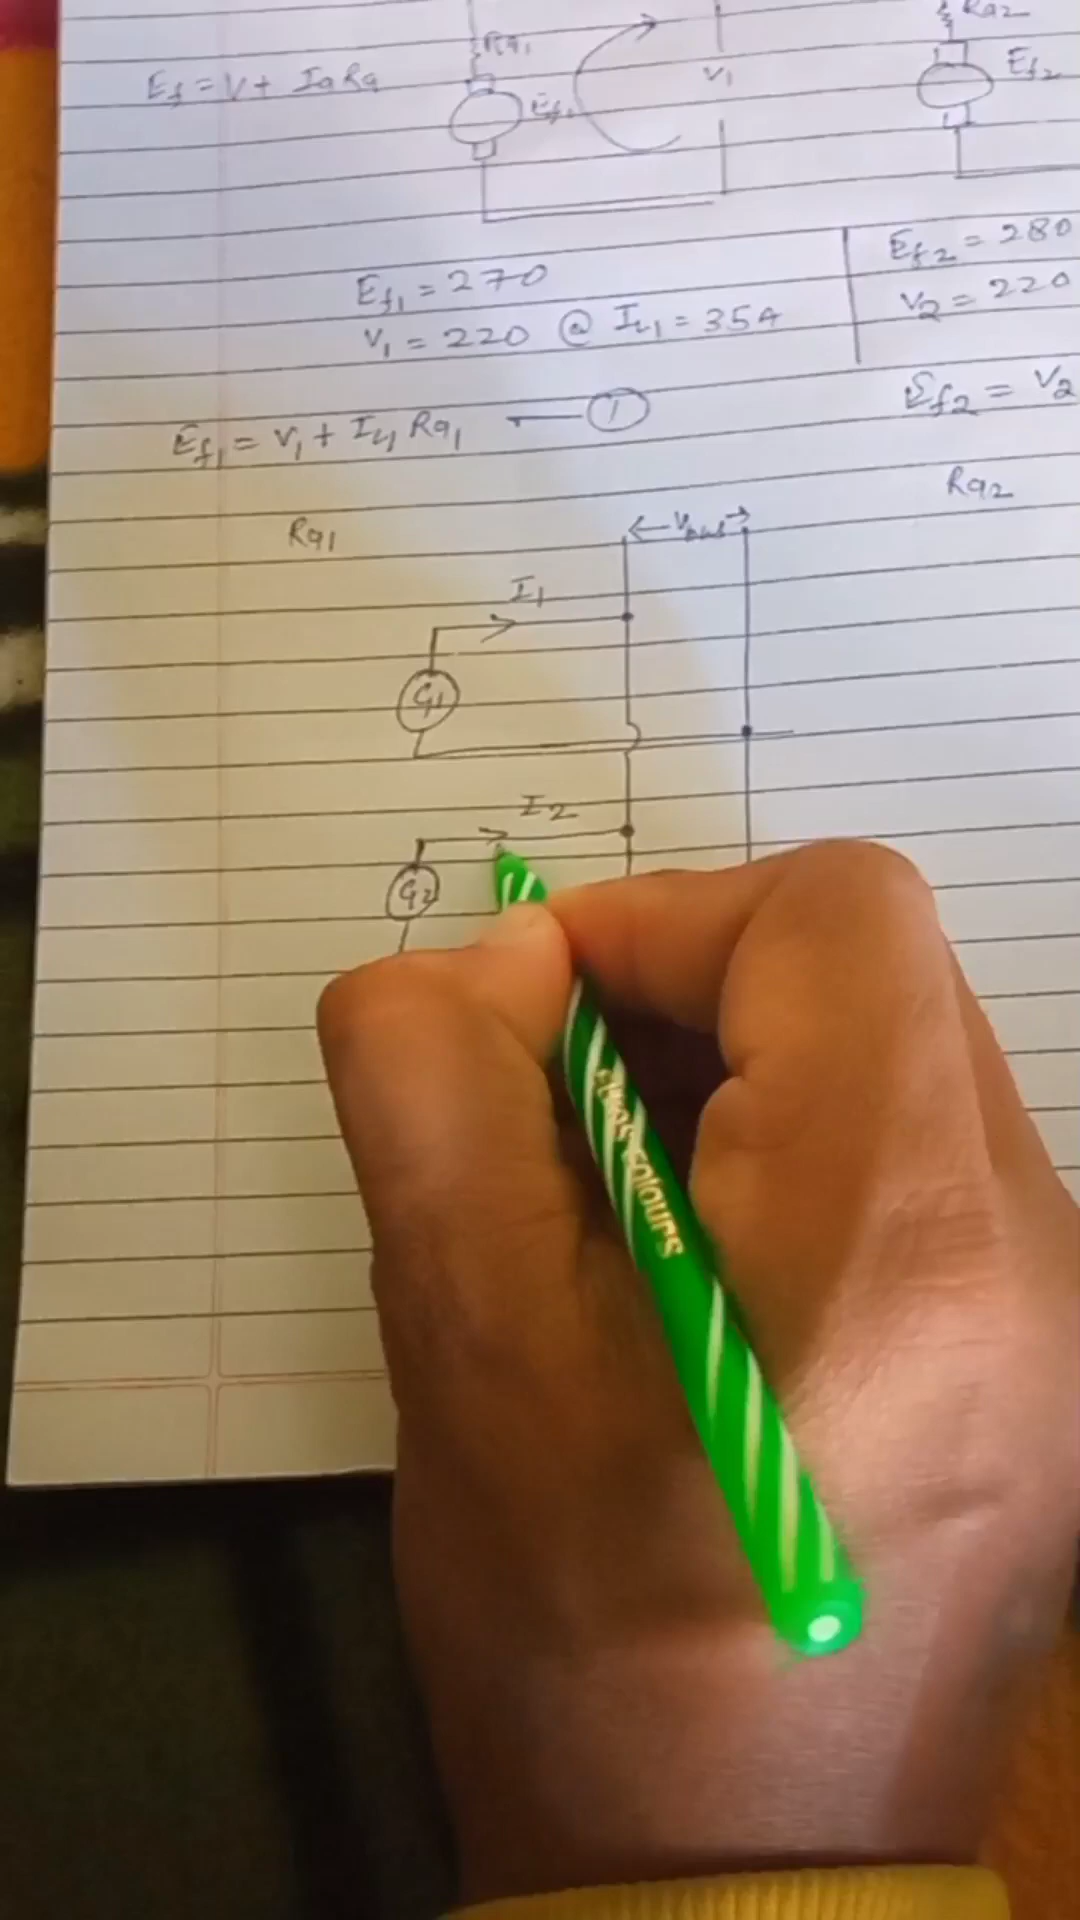 Ra1
Ra2
Ef = V + IaRa
Ef1
V1
Ef2
Ef1 = 270
Ef2 = 280
V1 = 220 @ IL1 = 35A
V2 = 220
Ef1 = V1 + IL1 Ra1 — 1
Ef2 = V2
Ra1
Ra2
Vbus
I1
G1
I2
G2
colours